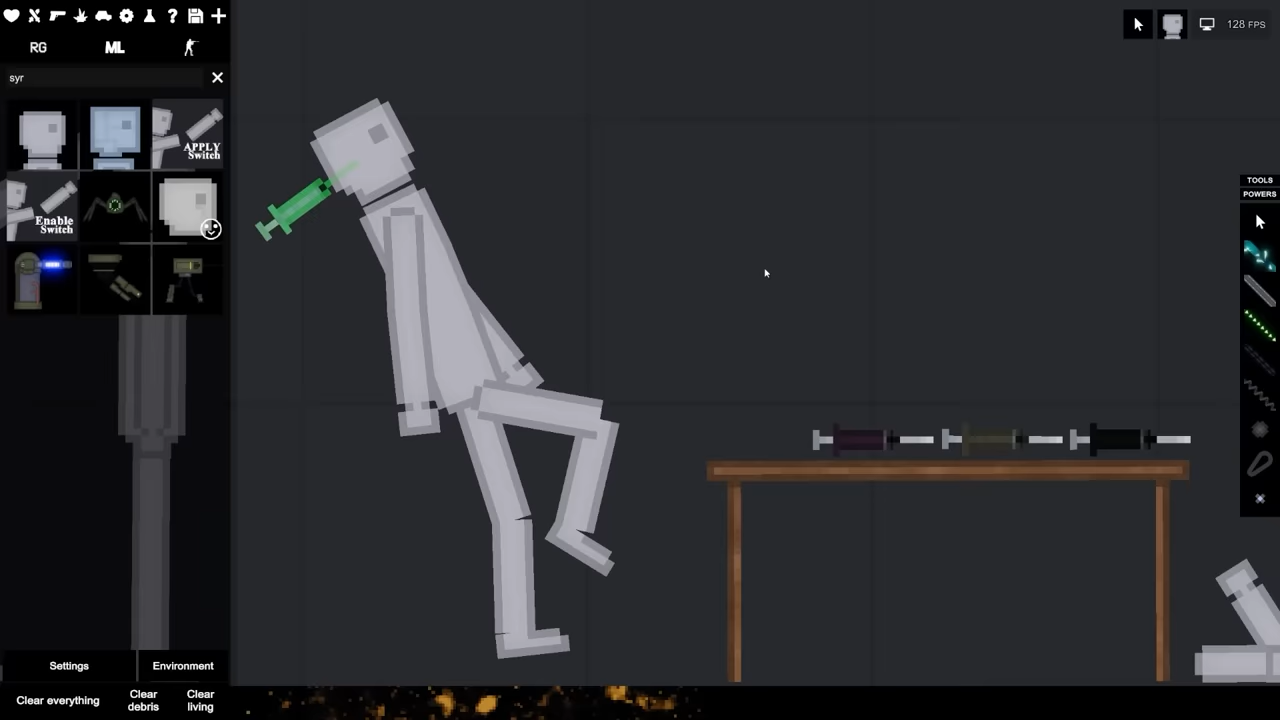 128 FPS
RG
ML
syr
APPLY
Switch
Enable
Switch
TOOLS
POWERS
Settings
Environment
Clear everything
Clear
debris
Clear
living